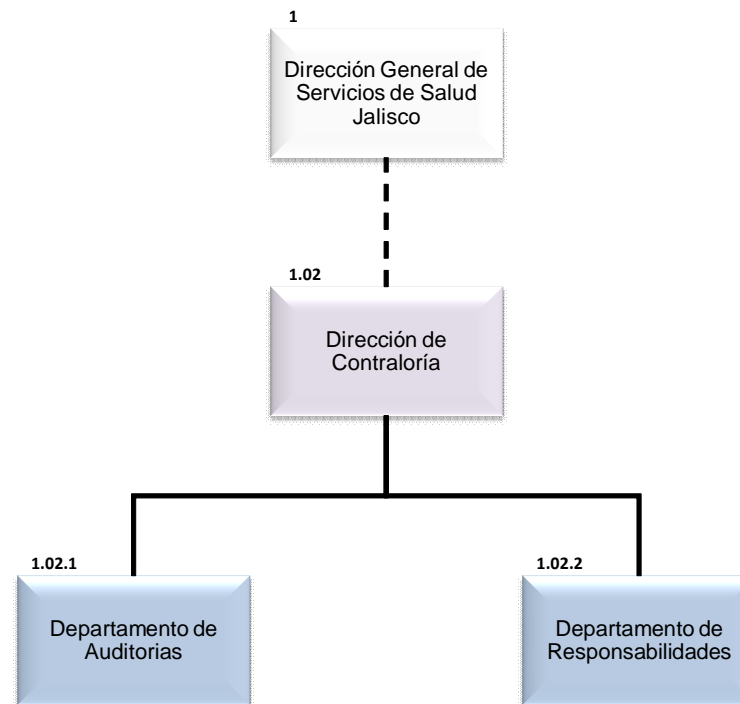 1
Dirección General de
Servicios de Salud
Jalisco
1.02
Dirección de
Contraloría
1.02.1
Departamento de
Auditorias
1.02.2
Departamento de
Responsabilidades